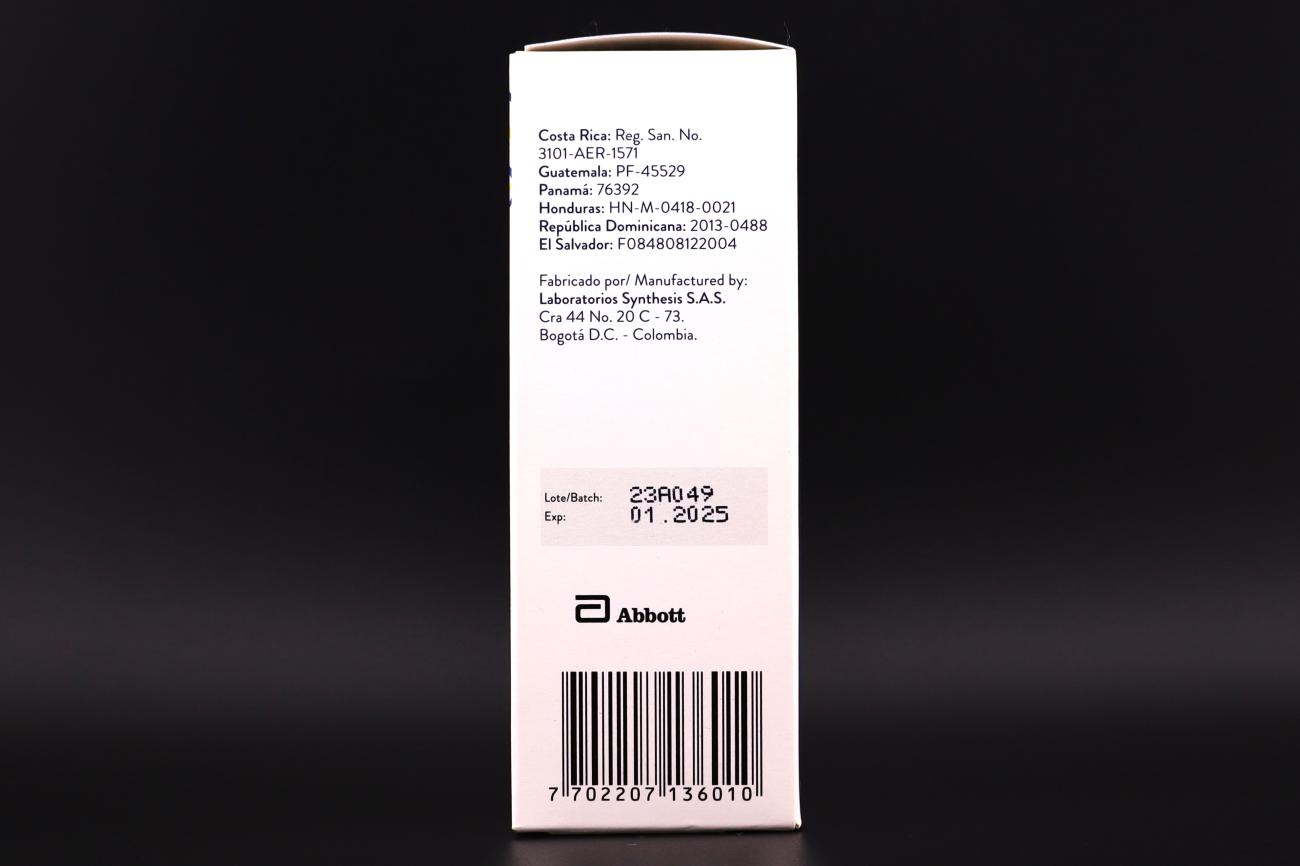 Costa Rica: Reg. San. No.
3101-AER-1571
Guatemala: PF-45529
Panamá: 76392
Honduras: HN-M-0418-0021
República Dominicana: 2013-0488
El Salvador: F084808122004
Fabricado por/ Manufactured by:
Laboratorios Synthesis S.A.S.
Cra 44 No. 20 C - 73.
Bogotá D.C. - Colombia.
Lote/Batch: 23A049
Exp: 01.2025
Abbott
7 702207 136010